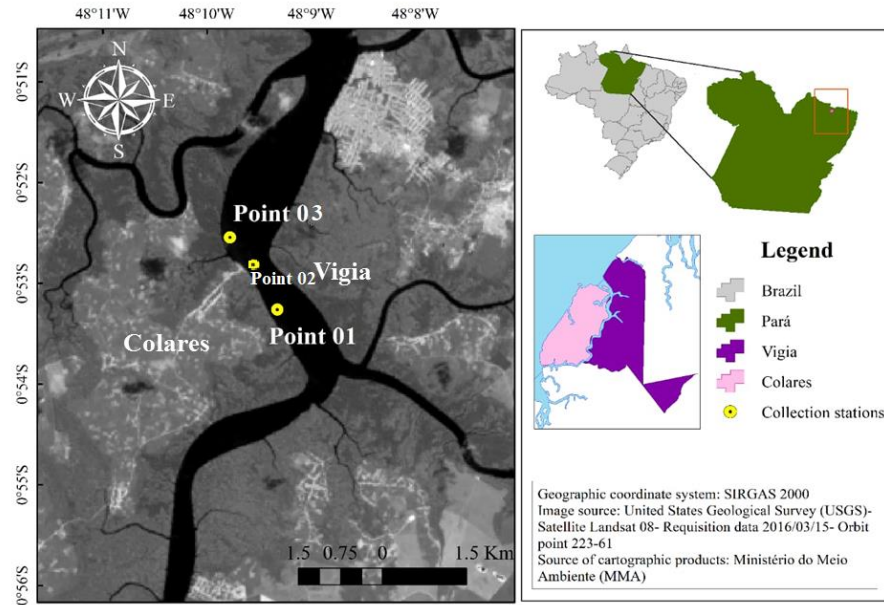 48°11'W 48°10'W 48°9'W 48°8'W
0°51'S
0°52'S
0°53'S
0°54'S
0°55'S
0°56'S
N
W E
S
Point 03
Point 02
Vigia
Point 01
Colares
1.5 0.75 0 1.5 Km
Legend
Brazil
Pará
Vigia
Colares
Collection stations
Geographic coordinate system: SIRGAS 2000
Image source: United States Geological Survey (USGS)-
Satellite Landsat 08- Requisition data 2016/03/15- Orbit
point 223-61
Source of cartographic products: Ministério do Meio
Ambiente (MMA)